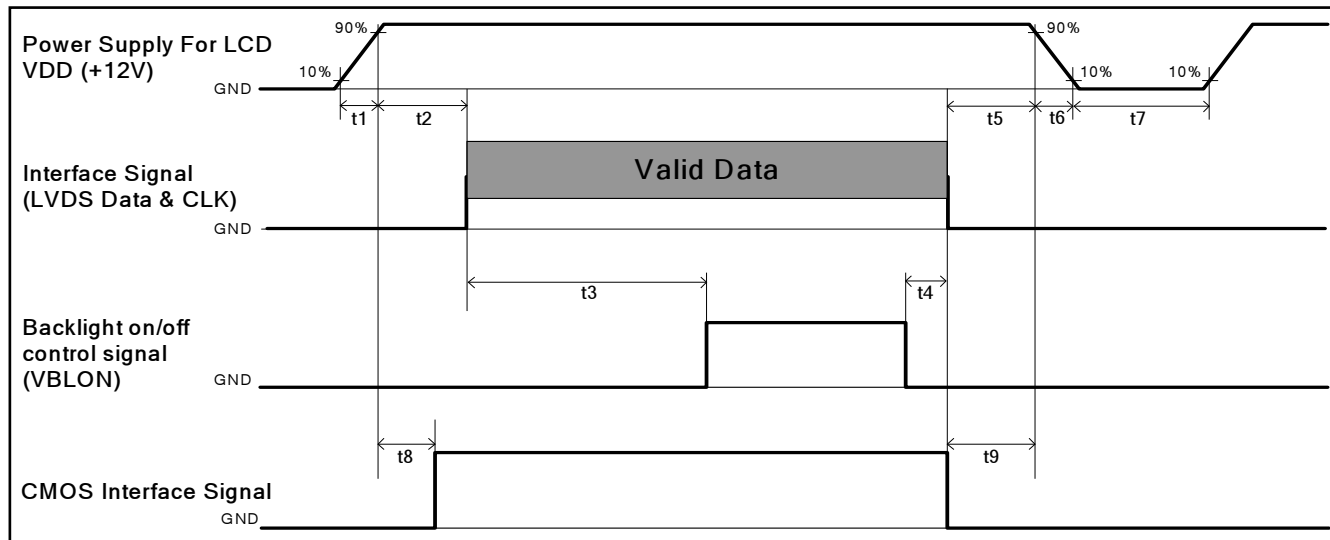 90%
90%
Power Supply For LCD
VDD (+12V)
10%
10%
10%
GND
t1
t2
t5
t6
t7
Valid Data
Interface Signal
(LVDS Data & CLK)
GND
t3
t4
Backlight on/off
control signal
(VBLON)
GND
t8
t9
CMOS Interface Signal
GND